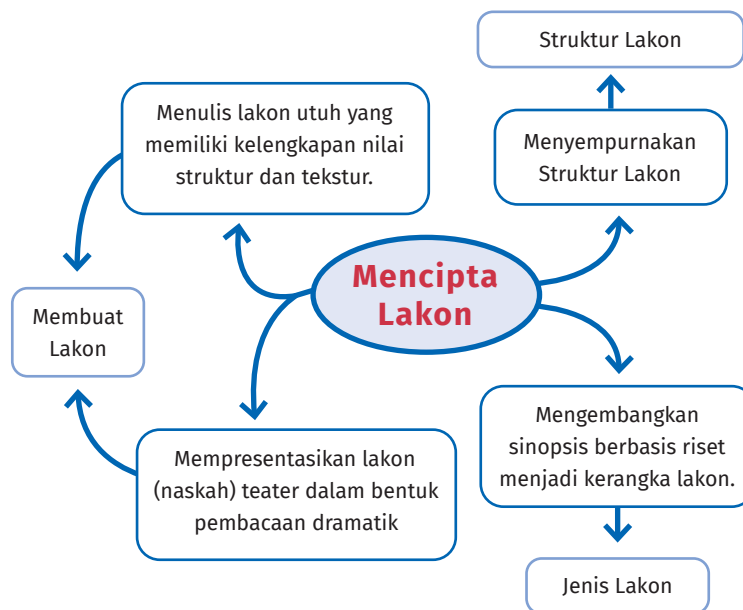 Struktur Lakon
Menyempurnakan
Struktur Lakon
Menulis lakon utuh yang
memiliki kelengkapan nilai
struktur dan tekstur.
Mencipta
Lakon
Membuat
Lakon
Mempresentasikan lakon
(naskah) teater dalam bentuk
pembacaan dramatik
Mengembangkan
sinopsis berbasis riset
menjadi kerangka lakon.
Jenis Lakon